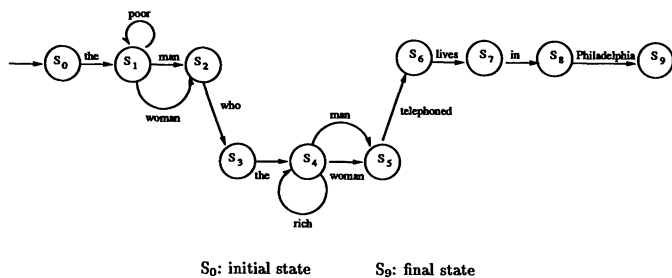 poor
S0 the S1 man S2
woman
who
S3 the S4 woman S5
man
rich
telephoned
S6 lives S7 in S8 Philadelphia S9
S0: initial state S9: final state